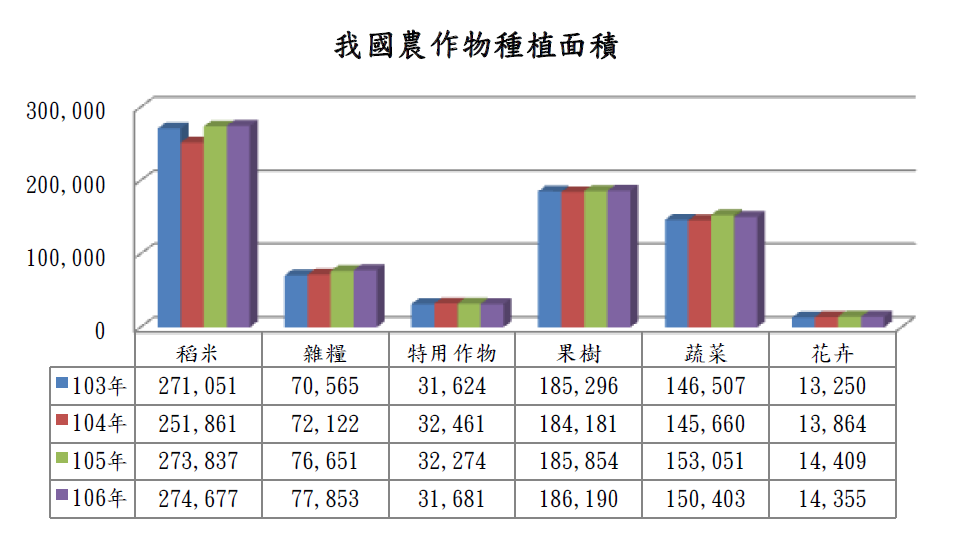 我國農作物種植面積
300,000
200,000
100,000
0
稻米 雜糧 特用作物 果樹 蔬菜 花卉
103年 271,051 70,565 31,624 185,296 146,507 13,250
104年 251,861 72,122 32,461 184,181 145,660 13,864
105年 273,837 76,651 32,274 185,854 153,051 14,409
106年 274,677 77,853 31,681 186,190 150,403 14,355